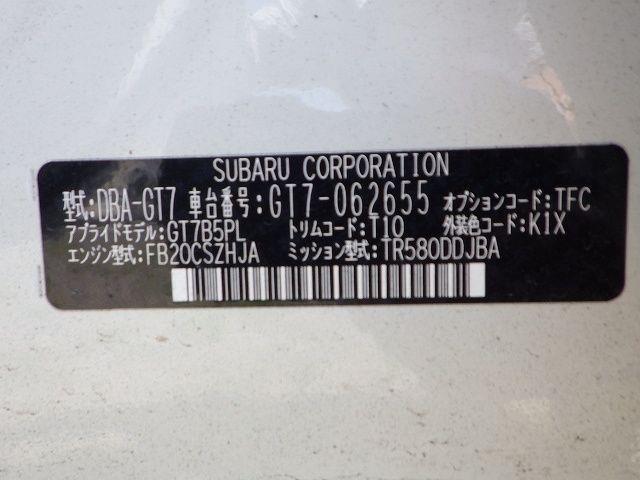 SUBARU CORPORATION
型式:DBA-GT7 車台番号:GT7-062655 オプションコード:TFC
アプライドモデル:GT7B5PL トリムコード:T10 外装色コード:K1X
エンジン型式:FB20CSZHJA ミッション型式:TR580DDJBA